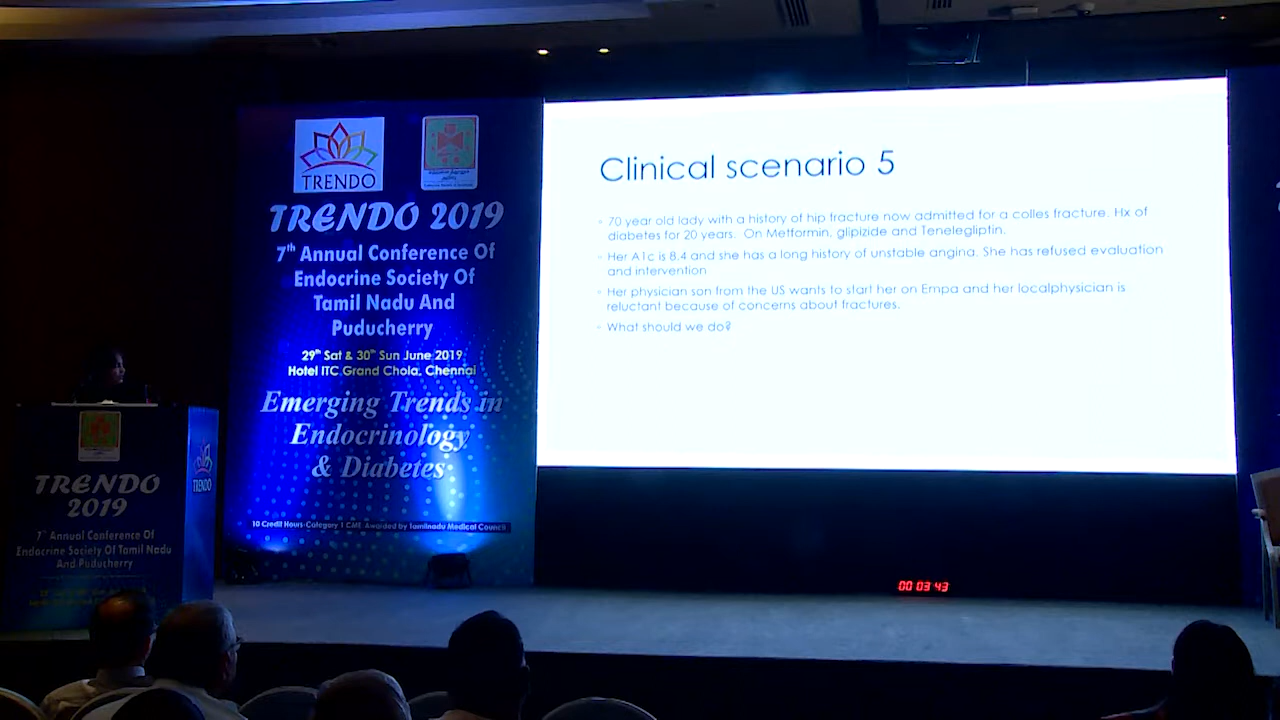 TRENDO
TRENDO 2019
7th Annual Conference Of
Endocrine Society Of
Tamil Nadu And
Puducherry
29th Sat & 30th Sun June 2019
Hotel ITC Grand Chola, Chennai
Emerging Trends in
Endocrinology
& Diabetes
10 Credit Hours-Category 1 CME Awaided by Tamilnadu Medical Council
Clinical scenario 5
70 year old lady with a history of hip fracture now admitted for a colles fracture. Hx of
diabetes for 20 years. On Metformin, glipizide and Teneleglíptin.
Her A1c is 8.4 and she has a long history of unstable angina. She has refused evaluation
and intervention
Her physician son from the US wants to start her on Empa and her localphysician is
reluctant because of concerns about fractures.
What should we do?
00 03 43
TRENDO
2019
7th Annual Conference Of
Endocrine Society Of Tamil Nadu
And Puducherry
TRENDO